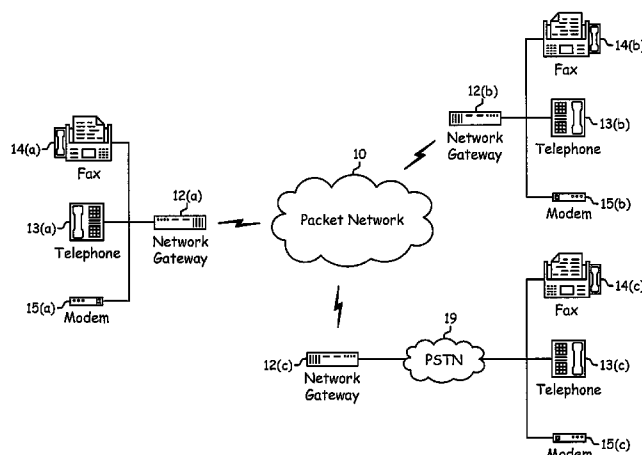 14(a)
Fax
13(a)
Telephone
15(a)
Modem
12(a)
Network
Gateway
10
Packet Network
12(b)
Network
Gateway
14(b)
Fax
13(b)
Telephone
15(b)
Modem
12(c)
Network
Gateway
19
PSTN
14(c)
Fax
13(c)
Telephone
15(c)
Modem